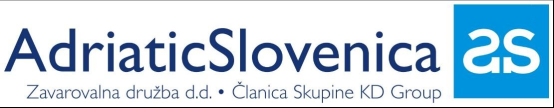 AdriaticSlovenica as
Zavarovalna družba d.d. • Članica Skupine KD Group